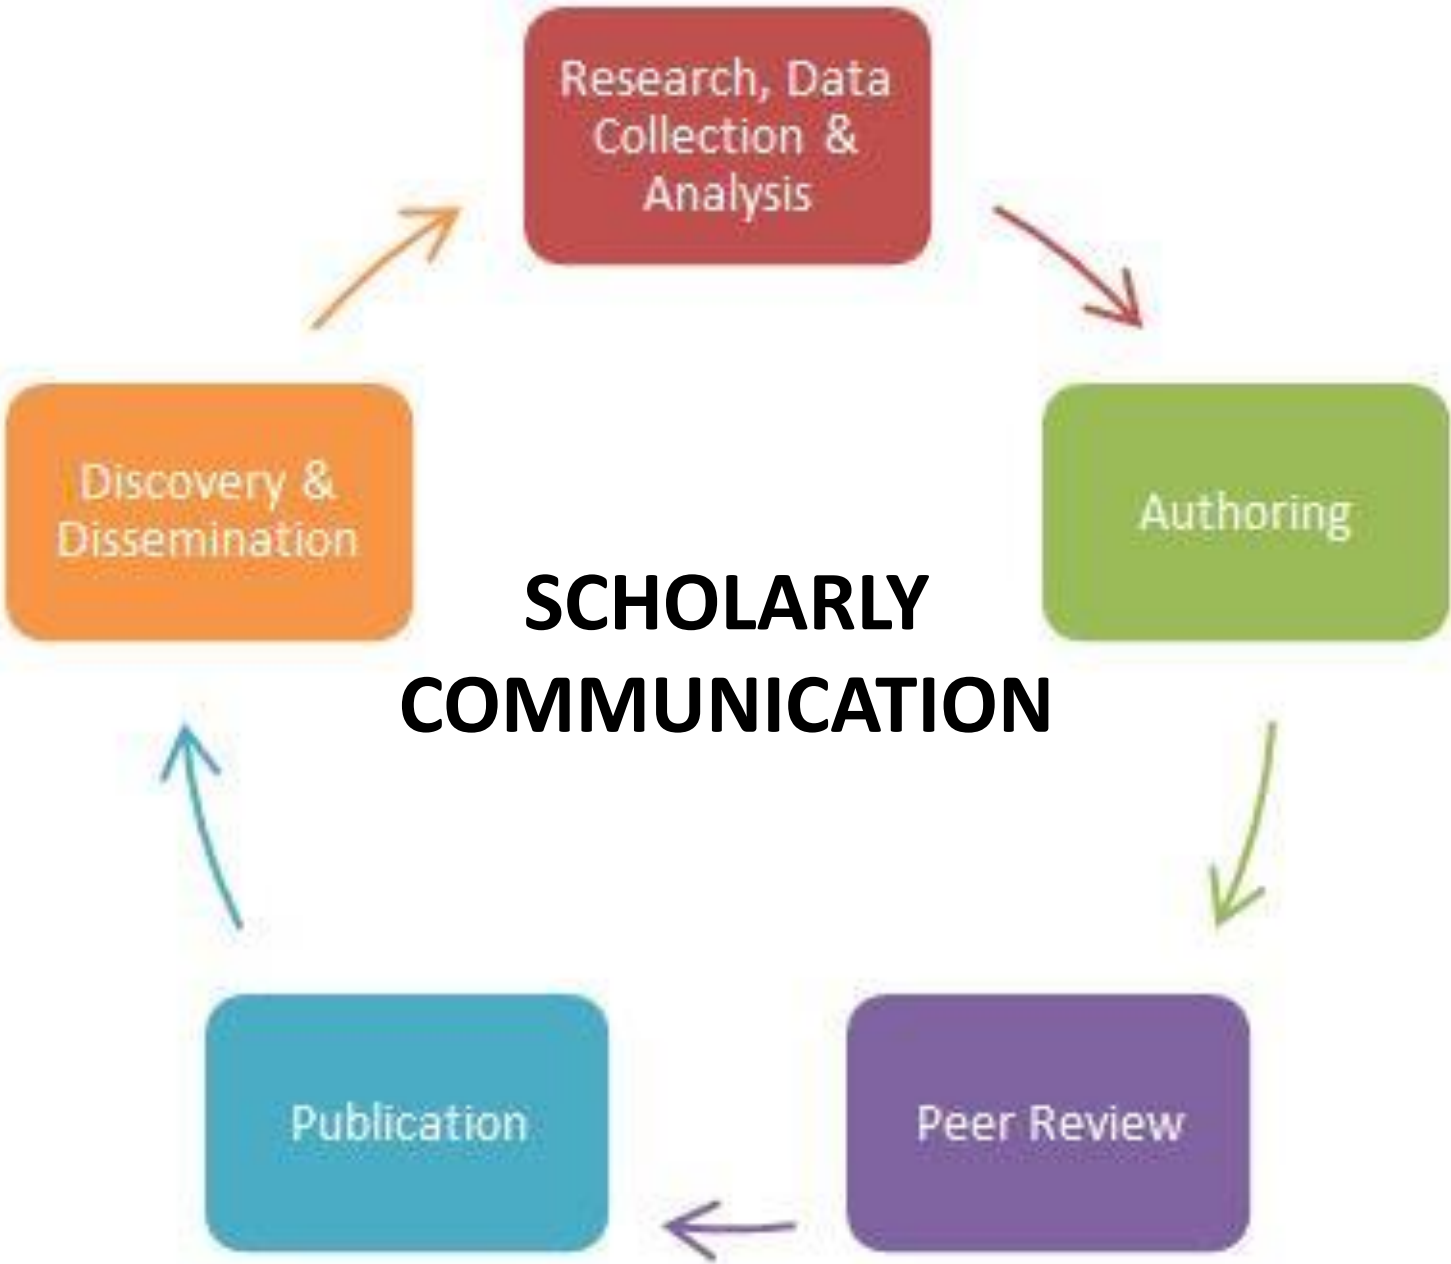 Research, Data
Collection &
Analysis
Authoring
Peer Review
Publication
Discovery &
Dissemination
SCHOLARLY
COMMUNICATION